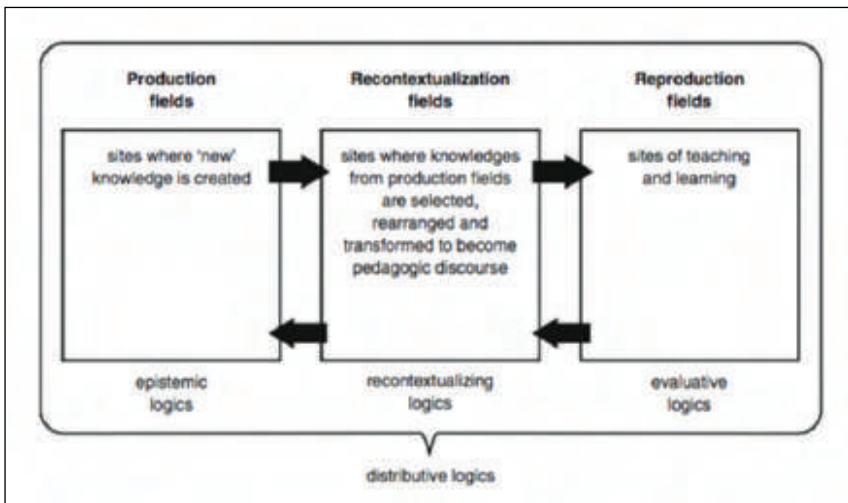 Production
fields
sites where 'new'
knowledge is created
epistemic
logics
Recontextualization
fields
sites where knowledges
from production fields
are selected,
rearranged and
transformed to become
pedagogic discourse
recontextualizing
logics
Reproduction
fields
sites of teaching
and learning
evaluative
logics
distributive logics